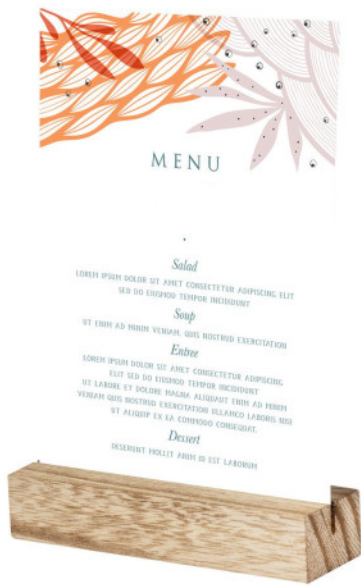 MENU
Salad
LOREM IPSUM DOLOR SIT AMET CONSECTETUR ADIPISCING ELIT
SED DO EIUSMOD TEMPOR INCIDIDUNT
Soup
UT ENIM AD MINIM VENIAM, QUIS NOSTRUD EXERCITATION
Entree
LOREM IPSUM DOLOR SIT AMET CONSECTETUR ADIPISCING
ELIT SED DO EIUSMOD TEMPOR INCIDIDUNT
UT LABORE ET DOLORE MAGNA ALIQUAUT ENIM AD MINIM
VENIAM QUIS NOSTRUD EXERCITATION ULLAMCO LABORIS NISI
UT ALIQUIP EX EA COMMODO CONSEQUAT.
Dessert
DESERUNT MOLLIT ANIM ID EST LABORUM